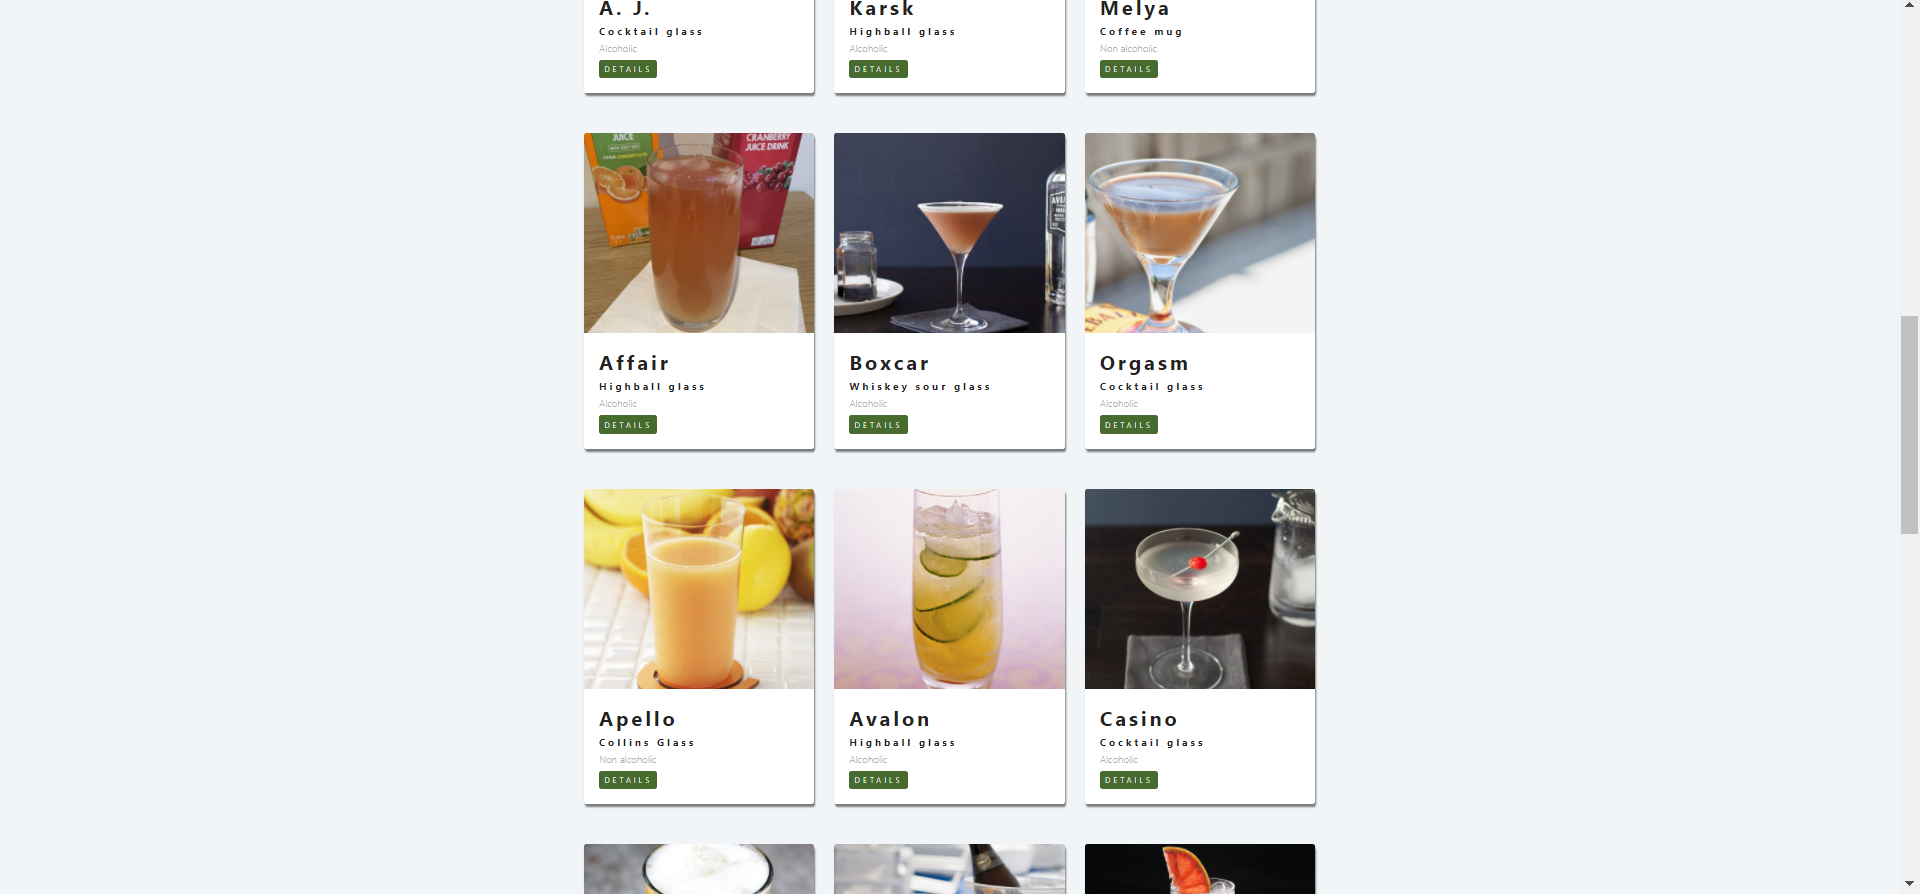 A. J.
Cocktail glass
Alcoholic
DETAILS
Karsk
Highball glass
Alcoholic
DETAILS
Melya
Coffee mug
Non alcoholic
DETAILS
JUICE
CRANBERRY
JUICE DRINK
Affair
Highball glass
Alcoholic
DETAILS
Boxcar
Whiskey sour glass
Alcoholic
DETAILS
Orgasm
Cocktail glass
Alcoholic
DETAILS
Apello
Collins Glass
Non alcoholic
DETAILS
Avalon
Highball glass
Alcoholic
DETAILS
Casino
Cocktail glass
Alcoholic
DETAILS